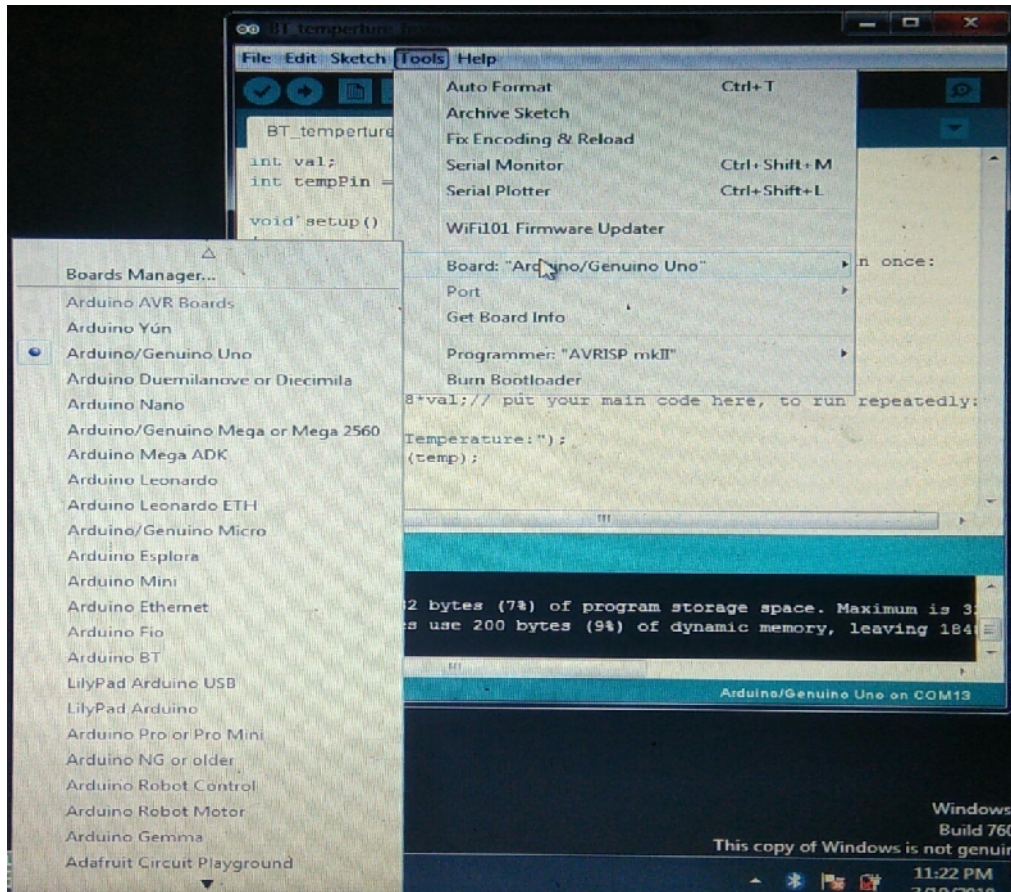 BT_temperture
File Edit Sketch Tools Help
BT_temperture
int val;
int tempPin =
void setup()
Auto Format Ctrl+T
Archive Sketch
Fix Encoding & Reload
Serial Monitor Ctrl+Shift+M
Serial Plotter Ctrl+Shift+L
WiFi101 Firmware Updater
Board: "Arduino/Genuino Uno"
Port
Get Board Info
Programmer: "AVRISP mkII"
Burn Bootloader
n once:
8*val;// put your main code here, to run repeatedly:
Temperature:");
(temp);
Boards Manager...
Arduino AVR Boards
Arduino Yún
Arduino/Genuino Uno
Arduino Duemilanove or Diecimila
Arduino Nano
Arduino/Genuino Mega or Mega 2560
Arduino Mega ADK
Arduino Leonardo
Arduino Leonardo ETH
Arduino/Genuino Micro
Arduino Esplora
Arduino Mini
Arduino Ethernet
Arduino Fio
Arduino BT
LilyPad Arduino USB
LilyPad Arduino
Arduino Pro or Pro Mini
Arduino NG or older
Arduino Robot Control
Arduino Robot Motor
Arduino Gemma
Adafruit Circuit Playground
2 bytes (7%) of program storage space. Maximum is 3
s use 200 bytes (9%) of dynamic memory, leaving 184
Arduino/Genuino Uno on COM13
Windows
Build 760
This copy of Windows is not genuin
11:22 PM